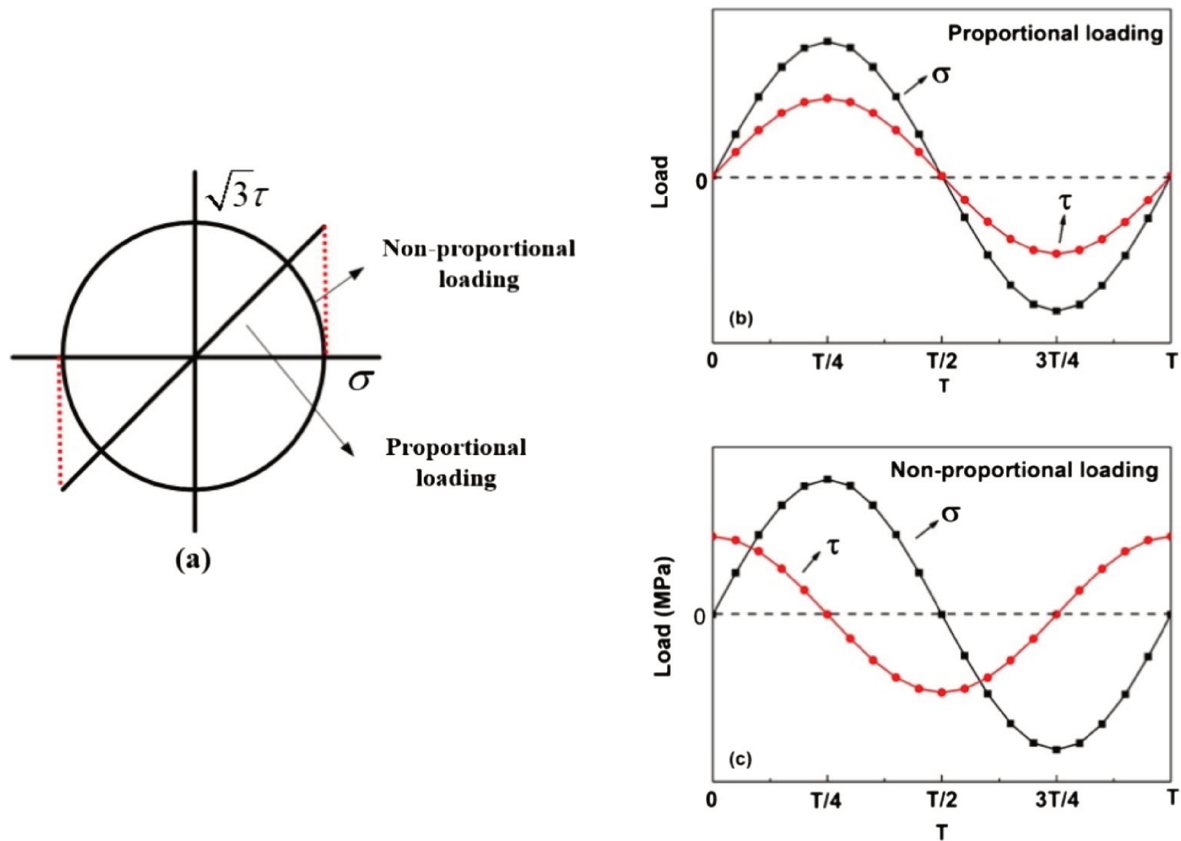 √3τ
Non-proportional
loading
σ
Proportional
loading
(a)
Proportional loading
σ
τ
Load
0
(b)
0 T/4 T/2 3T/4 T
T
Non-proportional loading
σ
τ
Load (MPa)
0
(c)
0 T/4 T/2 3T/4 T
T